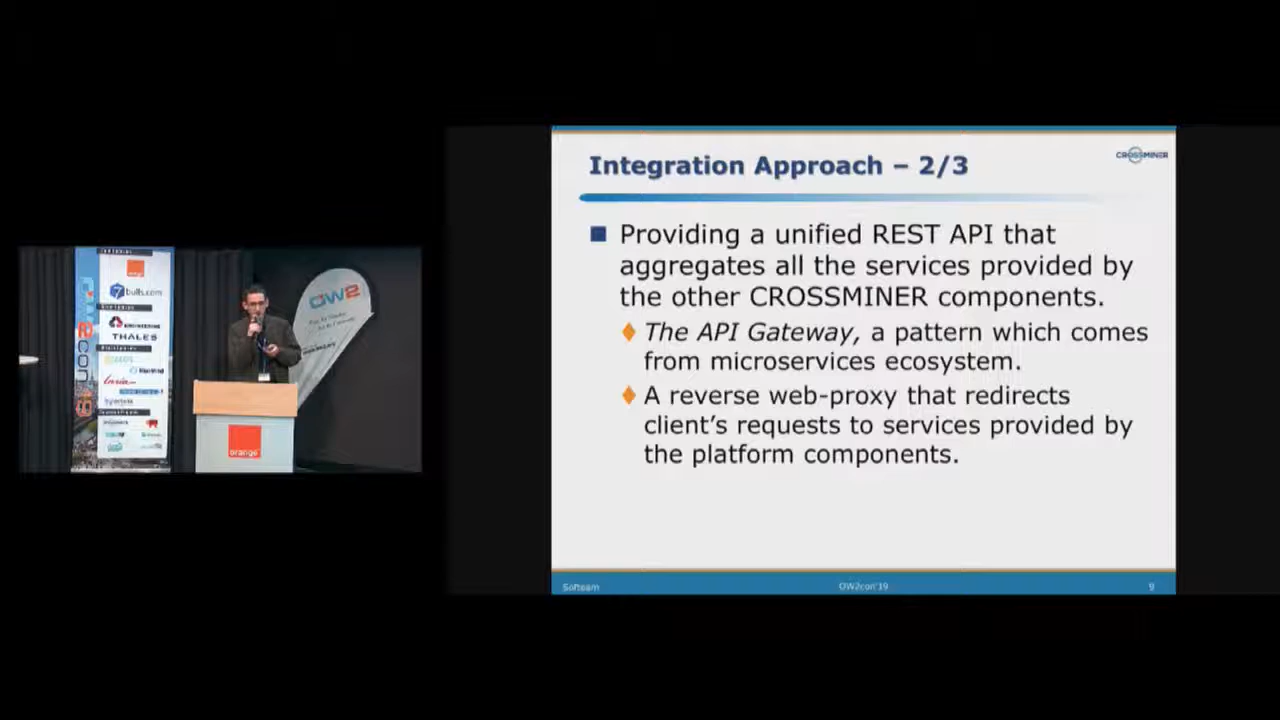 Integration Approach – 2/3
CROSSMINER
Providing a unified REST API that
aggregates all the services provided by
the other CROSSMINER components.
The API Gateway, a pattern which comes
from microservices ecosystem.
A reverse web-proxy that redirects
client's requests to services provided by
the platform components.
Softeam
OW2con'19
9
OW2
THALES
Inria
orange